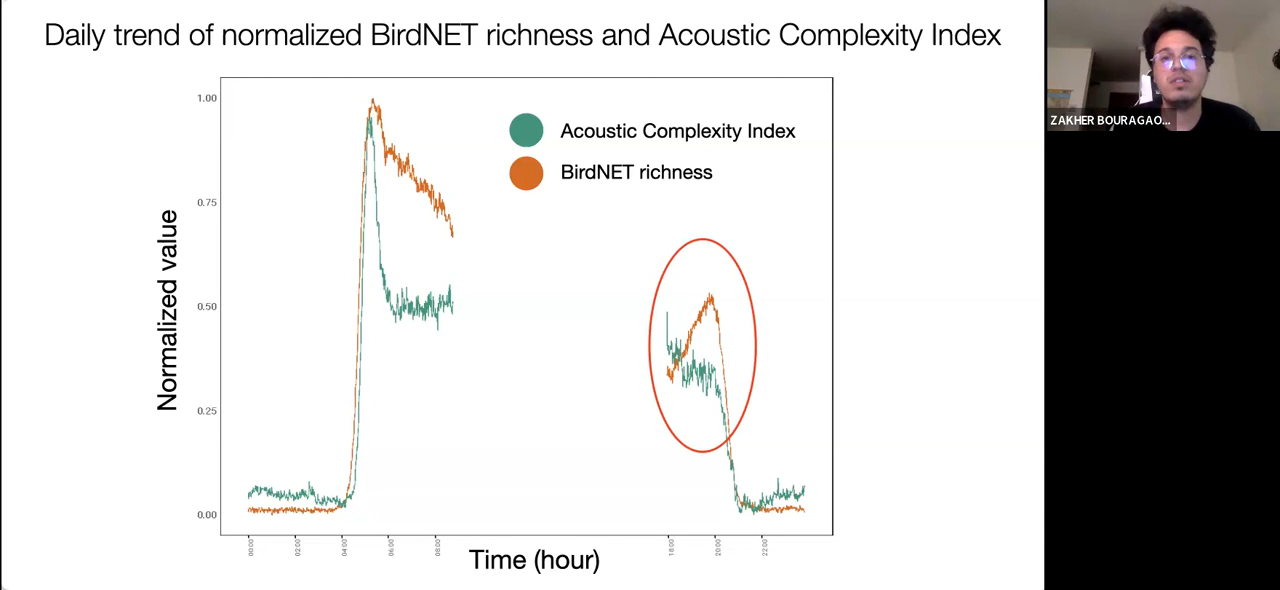 Daily trend of normalized BirdNET richness and Acoustic Complexity Index
1.00
0.75
0.50
0.25
0.00
Normalized value
Acoustic Complexity Index
BirdNET richness
00:00
02:00
04:00
06:00
08:00
18:00
20:00
22:00
Time (hour)
ZAKHER BOURAGAO...